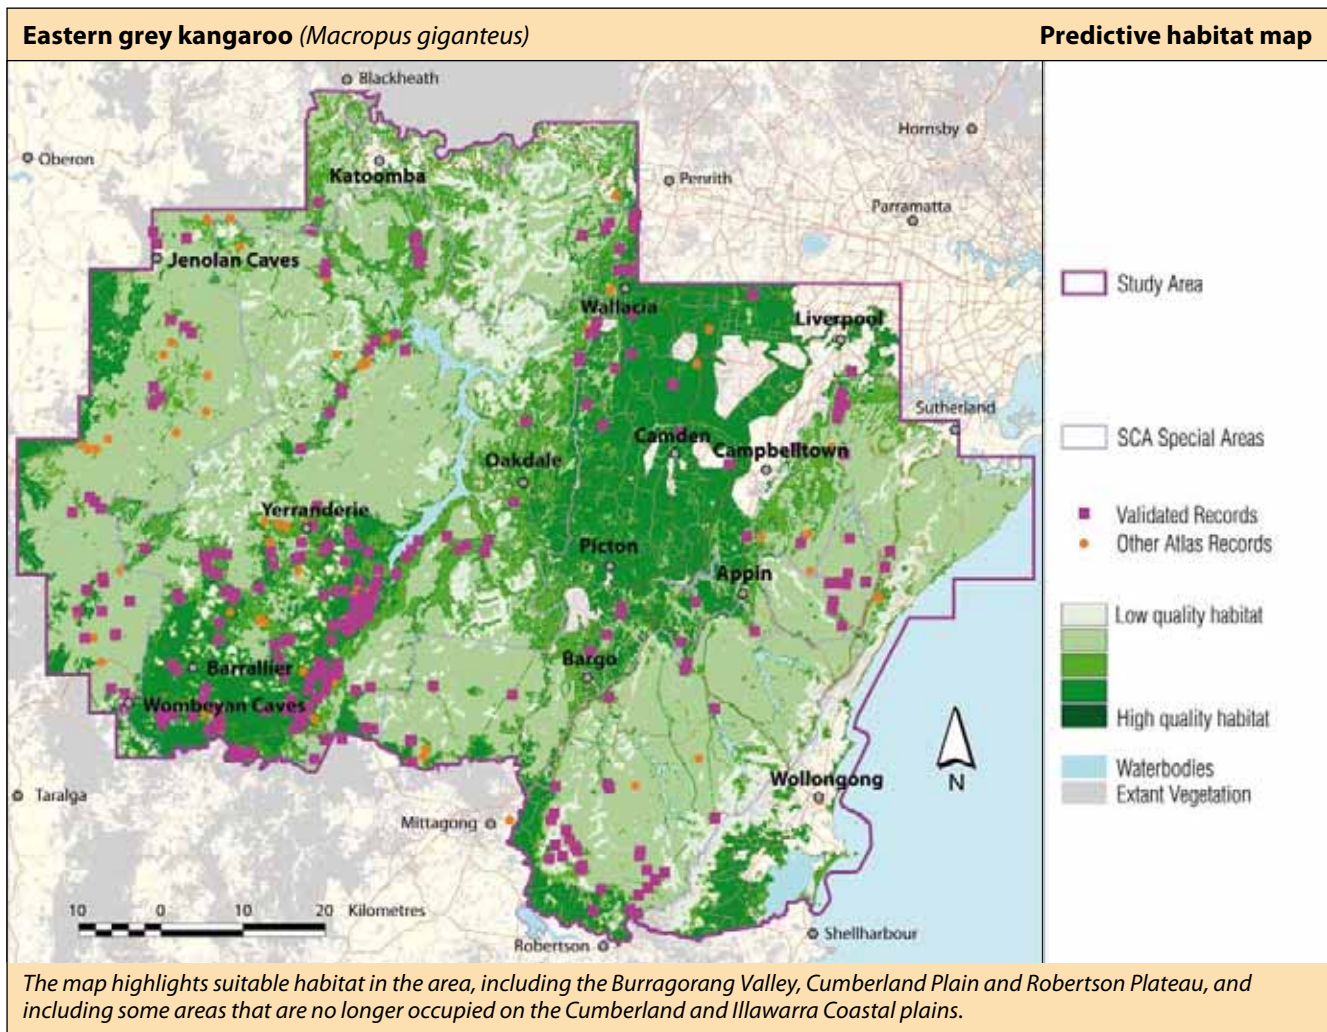 Eastern grey kangaroo (Macropus giganteus) Predictive habitat map
Blackheath
Hornsby
Oberon
Katoomba
Penrith
Parramatta
Jenolan Caves
Study Area
Wallacia
Liverpool
Sutherland
SCA Special Areas
Camden
Campbelltown
Oakdale
Yerranderie
Validated Records
Other Atlas Records
Picton
Appin
Low quality habitat
Bargo
Barrallier
Wombeyan Caves
High quality habitat
N
Wollongong
Waterbodies
Extant Vegetation
Taralga
Mittagong
10 0 10 20 Kilometres
Shellharbour
Robertson
The map highlights suitable habitat in the area, including the Burragorang Valley, Cumberland Plain and Robertson Plateau, and
including some areas that are no longer occupied on the Cumberland and Illawarra Coastal plains.